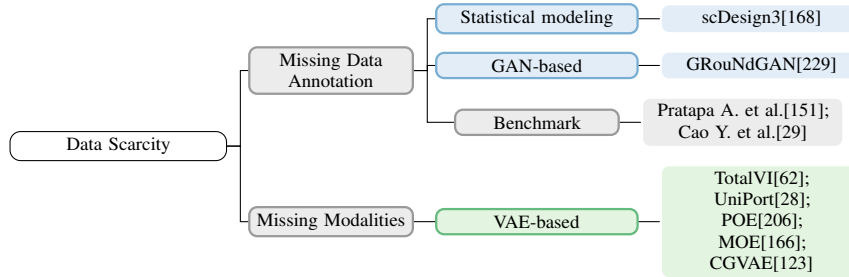 Statistical modeling
scDesign3[168]
Missing Data
Annotation
GAN-based
GRouNdGAN[229]
Benchmark
Pratapa A. et al.[151];
Cao Y. et al.[29]
Data Scarcity
Missing Modalities
VAE-based
TotalVI[62];
UniPort[28];
POE[206];
MOE[166];
CGVAE[123]